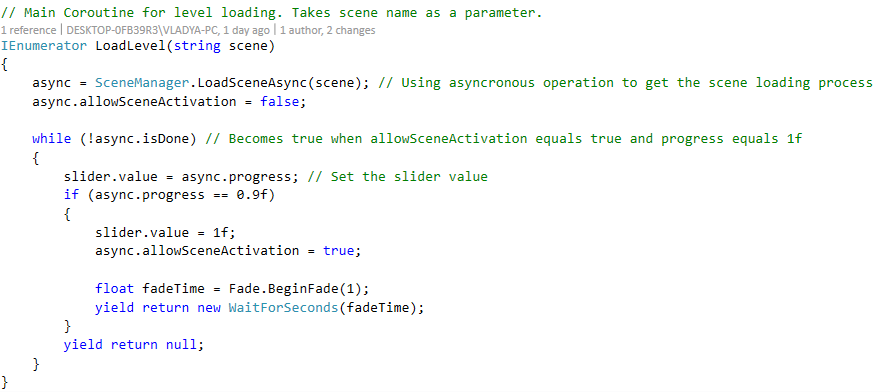 // Main Coroutine for level loading. Takes scene name as a parameter.
1 reference | DESKTOP-0FB39R3\VLADYA-PC, 1 day ago | 1 author, 2 changes
IEnumerator LoadLevel(string scene)
{
    async = SceneManager.LoadSceneAsync(scene); // Using asyncronous operation to get the scene loading process
    async.allowSceneActivation = false;

    while (!async.isDone) // Becomes true when allowSceneActivation equals true and progress equals 1f
    {
        slider.value = async.progress; // Set the slider value
        if (async.progress == 0.9f)
        {
            slider.value = 1f;
            async.allowSceneActivation = true;

            float fadeTime = Fade.BeginFade(1);
            yield return new WaitForSeconds(fadeTime);
        }
        yield return null;
    }
}